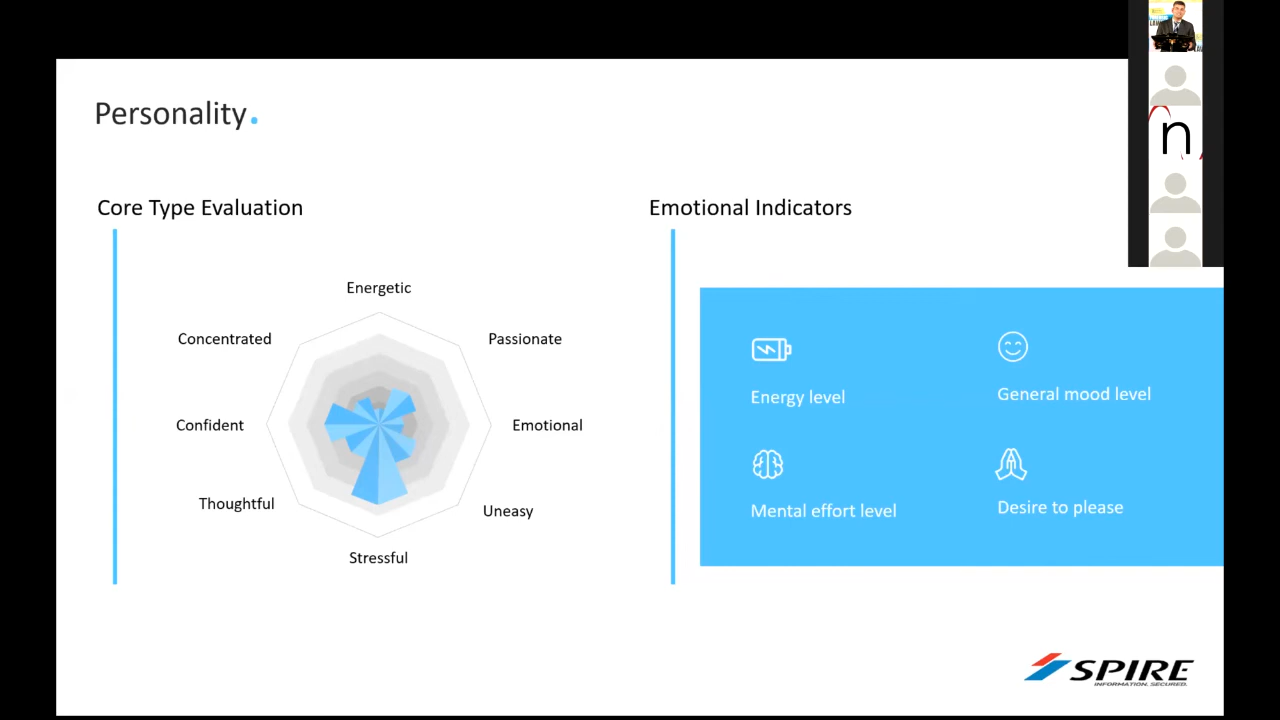 Personality.
Core Type Evaluation
Emotional Indicators
Energetic
Concentrated
Passionate
Confident
Emotional
Thoughtful
Uneasy
Stressful
Energy level
General mood level
Mental effort level
Desire to please
n
SPIRE
INFORMATION. SECURED.